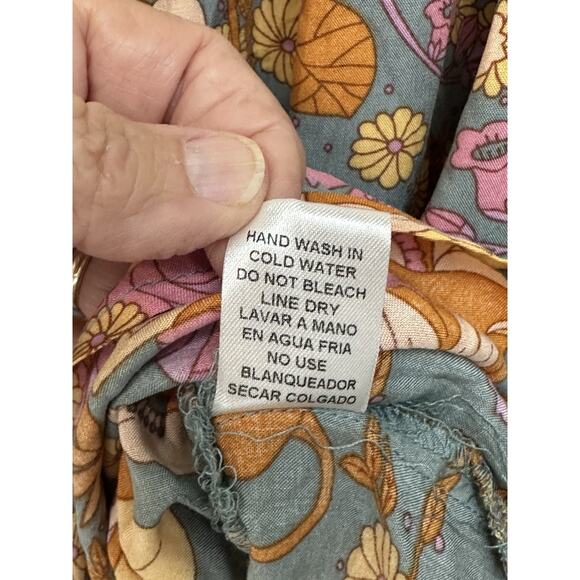 HAND WASH IN
COLD WATER
DO NOT BLEACH
LINE DRY
LAVAR A MANO
EN AGUA FRIA
NO USE
BLANQUEADOR
SECAR COLGADO